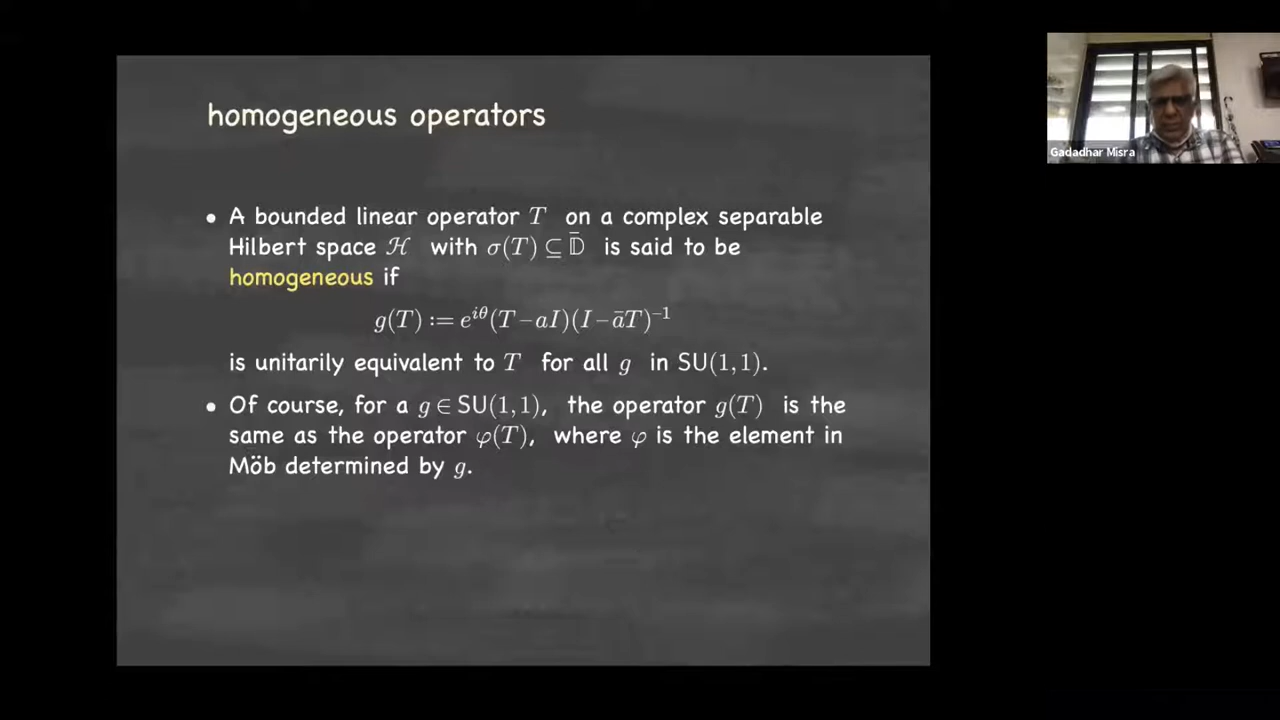 homogeneous operators
• A bounded linear operator T on a complex separable
Hilbert space ℋ with σ(T) ⊆ 𝔻̄ is said to be
homogeneous if
g(T) := e^{iθ}(T − aI)(I − āT)^{−1}
is unitarily equivalent to T for all g in SU(1, 1).
• Of course, for a g ∈ SU(1, 1), the operator g(T) is the
same as the operator φ(T), where φ is the element in
Möb determined by g.
Gadadhar Misra